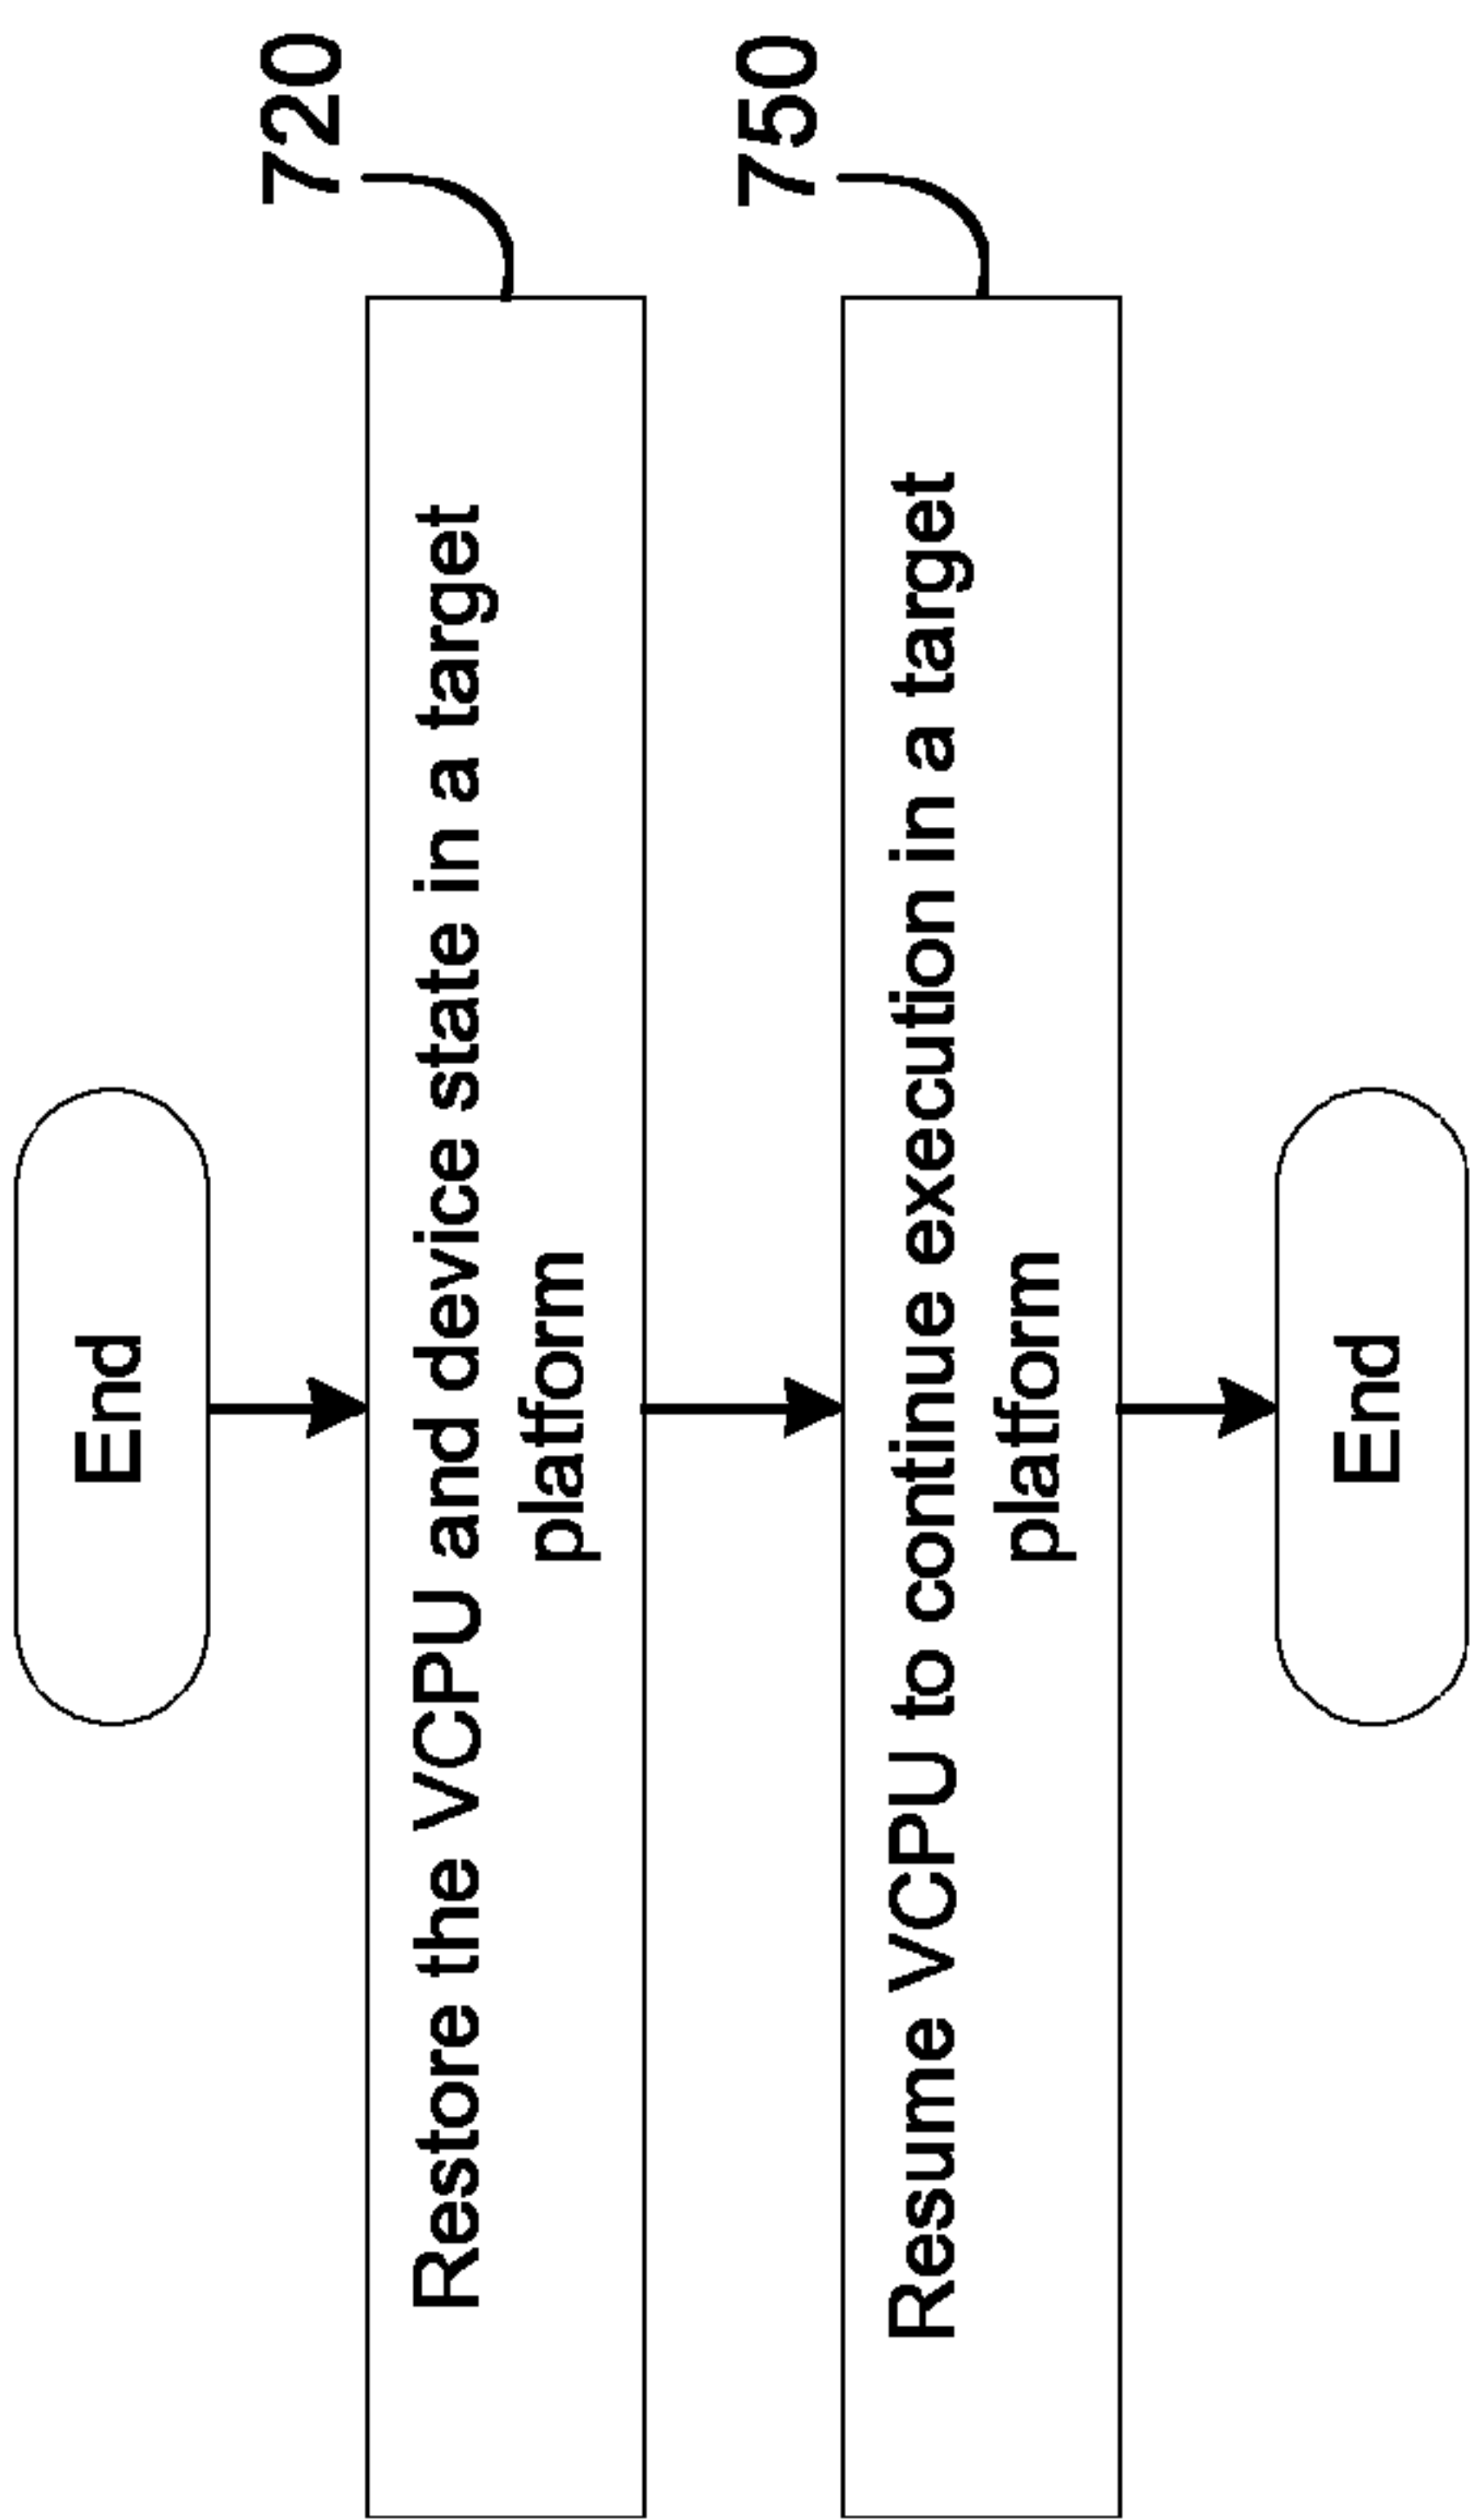 End
720
Restore the VCPU and device state in a target
platform
750
Resume VCPU to continue execution in a target
platform
End